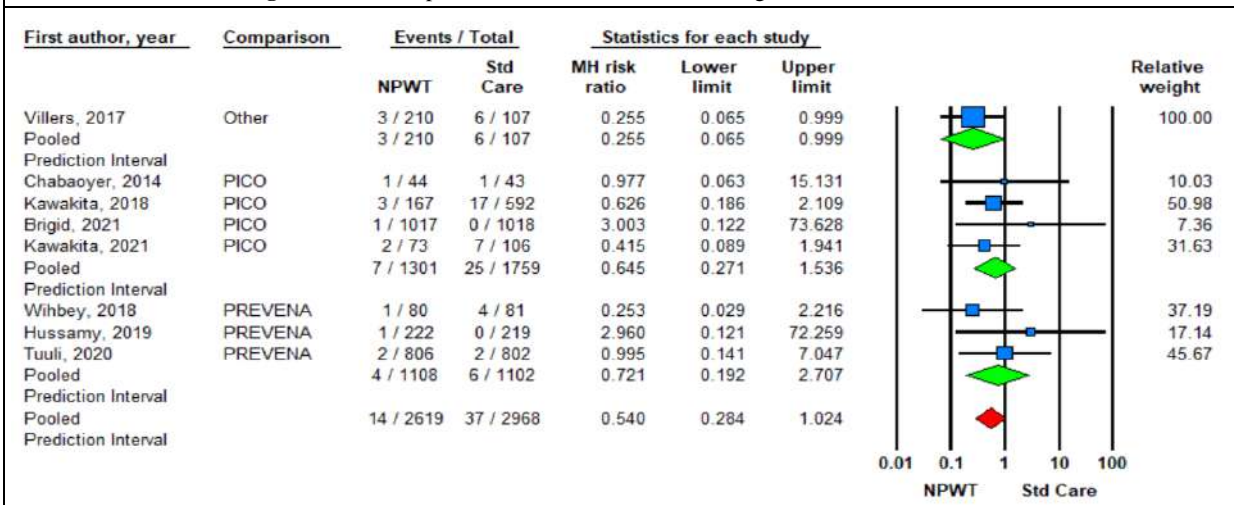 First author, year Comparison Events / Total Statistics for each study
NPWT Std Care MH risk ratio Lower limit Upper limit Relative weight
Villers, 2017 Other 3 / 210 6 / 107 0.255 0.065 0.999 100.00
Pooled 3 / 210 6 / 107 0.255 0.065 0.999
Prediction Interval
Chabaoyer, 2014 PICO 1 / 44 1 / 43 0.977 0.063 15.131 10.03
Kawakita, 2018 PICO 3 / 167 17 / 592 0.626 0.186 2.109 50.98
Brigid, 2021 PICO 1 / 1017 0 / 1018 3.003 0.122 73.628 7.36
Kawakita, 2021 PICO 2 / 73 7 / 106 0.415 0.089 1.941 31.63
Pooled 7 / 1301 25 / 1759 0.645 0.271 1.536
Prediction Interval
Wihbey, 2018 PREVENA 1 / 80 4 / 81 0.253 0.029 2.216 37.19
Hussamy, 2019 PREVENA 1 / 222 0 / 219 2.960 0.121 72.259 17.14
Tuuli, 2020 PREVENA 2 / 806 2 / 802 0.995 0.141 7.047 45.67
Pooled 4 / 1108 6 / 1102 0.721 0.192 2.707
Prediction Interval
Pooled 14 / 2619 37 / 2968 0.540 0.284 1.024
Prediction Interval
0.01 0.1 1 10 100
NPWT Std Care